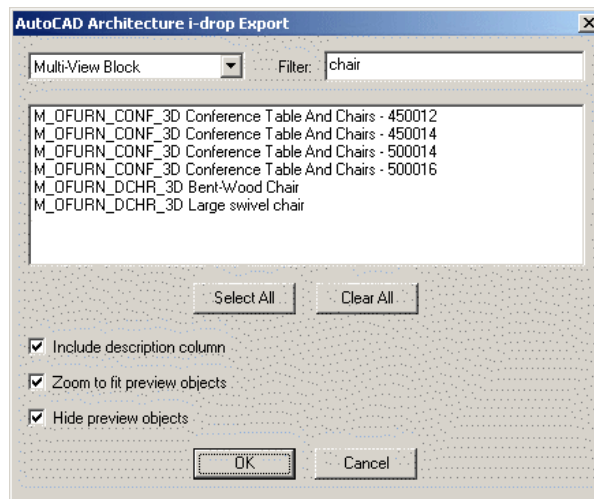 AutoCAD Architecture i-drop Export
Multi-View Block Filter: chair
M_OFURN_CONF_3D Conference Table And Chairs - 450012
M_OFURN_CONF_3D Conference Table And Chairs - 450014
M_OFURN_CONF_3D Conference Table And Chairs - 500014
M_OFURN_CONF_3D Conference Table And Chairs - 500016
M_OFURN_DCHR_3D Bent-Wood Chair
M_OFURN_DCHR_3D Large swivel chair
Select All Clear All
Include description column
Zoom to fit preview objects
Hide preview objects
OK Cancel